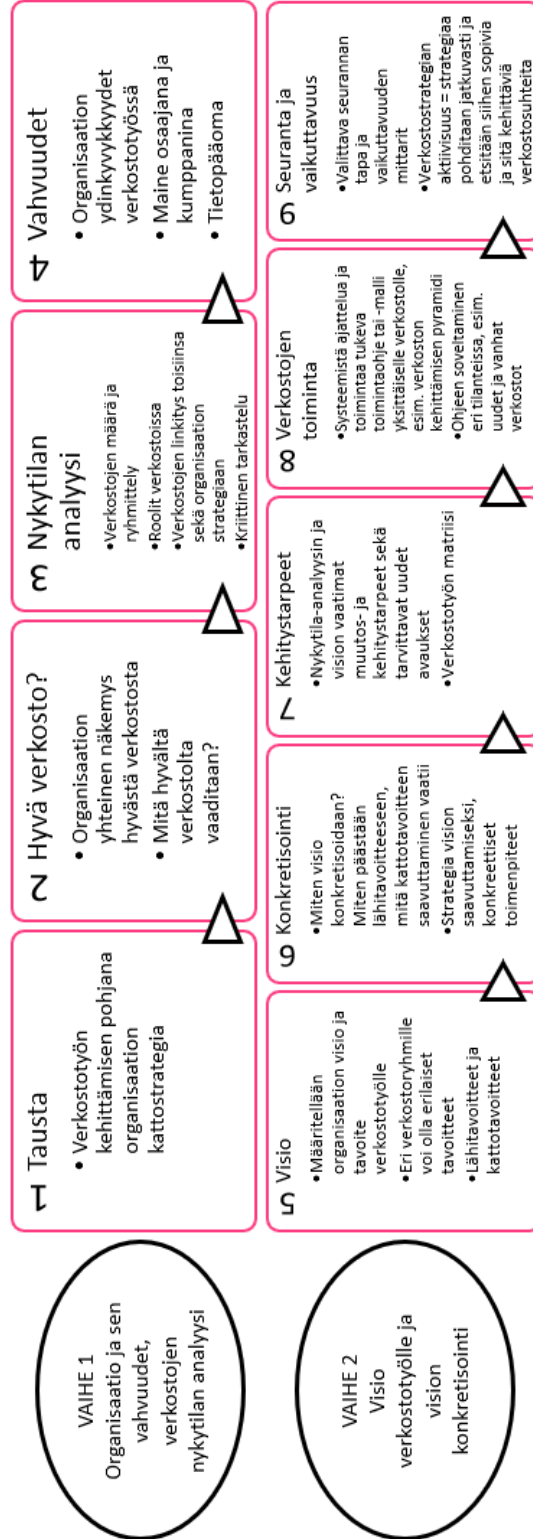 VAIHE 1
Organisaatio ja sen
vahvuudet,
verkostojen
nykytilan analyysi
1 Tausta
• Verkostotyön
kehittämisen pohjana
organisaation
kattostrategia
2 Hyvä verkosto?
• Organisaation
yhteinen näkemys
hyvästä verkostosta
• Mitä hyvältä
verkostolta
vaaditaan?
3 Nykytilan
analyysi
•Verkostojen määrä ja
ryhmittely
•Roolit verkostoissa
•Verkostojen linkitys toisiinsa
sekä organisaation
strategiaan
•Kriittinen tarkastelu
4 Vahvuudet
• Organisaation
ydinkyvykkyydet
verkostotyössä
• Maine osaajana ja
kumppanina
• Tietopääoma
VAIHE 2
Visio
verkostotyölle ja
vision
konkretisointi
5 Visio
•Määritellään
organisaation visio ja
tavoite
verkostotyölle
•Eri verkostoryhmille
voi olla erilaiset
tavoitteet
•Lähitavoitteet ja
kattotavoitteet
6 Konkretisointi
•Miten visio
konkretisoidaan?
Miten päästään
lähitavoitteeseen,
mitä kattotavoitteen
saavuttaminen vaatii
•Strategia vision
saavuttamiseksi,
konkreettiset
toimenpiteet
7 Kehitystarpeet
•Nykytila-analyysin ja
vision vaatimat
muutos- ja
kehitystarpeet sekä
tarvittavat uudet
avaukset
•Verkostotyön matriisi
8 Verkostojen
toiminta
•Systeemistä ajattelua ja
toimintaa tukeva
toimintaohje tai -malli
yksittäiselle verkostolle,
esim. verkoston
kehittämisen pyramidi
•Ohjeen soveltaminen
eri tilanteissa, esim.
uudet ja vanhat
verkostot
9 Seuranta ja
vaikuttavuus
•Valittava seurannan
tapa ja
vaikuttavuuden
mittarit
•Verkostostrategian
aktiivisuus = strategiaa
pohditaan jatkuvasti ja
etsitään siihen sopivia
ja sitä kehittäviä
verkostosuhteita